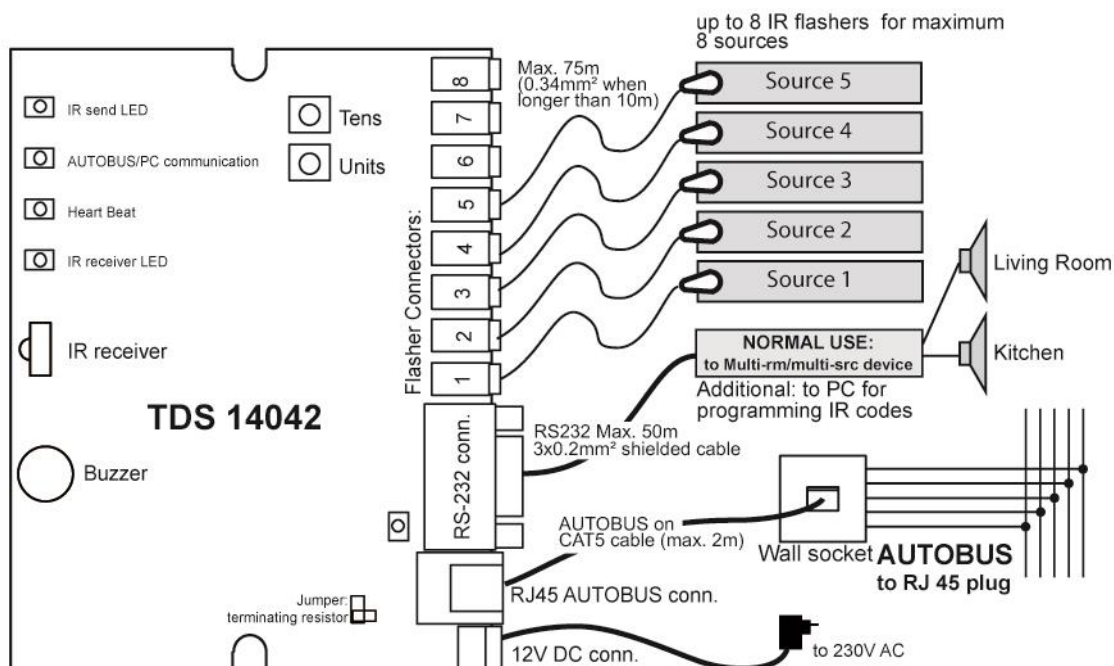 up to 8 IR flashers for maximum
8 sources
Max. 75m
(0.34mm² when
longer than 10m)
IR send LED
AUTOBUS/PC communication
Heart Beat
IR receiver LED
IR receiver
TDS 14042
Buzzer
Tens
Units
Flasher Connectors:
8
7
6
5
4
3
2
1
Source 5
Source 4
Source 3
Source 2
Source 1
Living Room
Kitchen
NORMAL USE:
to Multi-rm/multi-src device
Additional: to PC for
programming IR codes
RS-232 conn.
RS232 Max. 50m
3x0.2mm² shielded cable
AUTOBUS on
CAT5 cable (max. 2m)
Wall socket
AUTOBUS
to RJ 45 plug
RJ45 AUTOBUS conn.
Jumper:
terminating resistor
12V DC conn.
to 230V AC